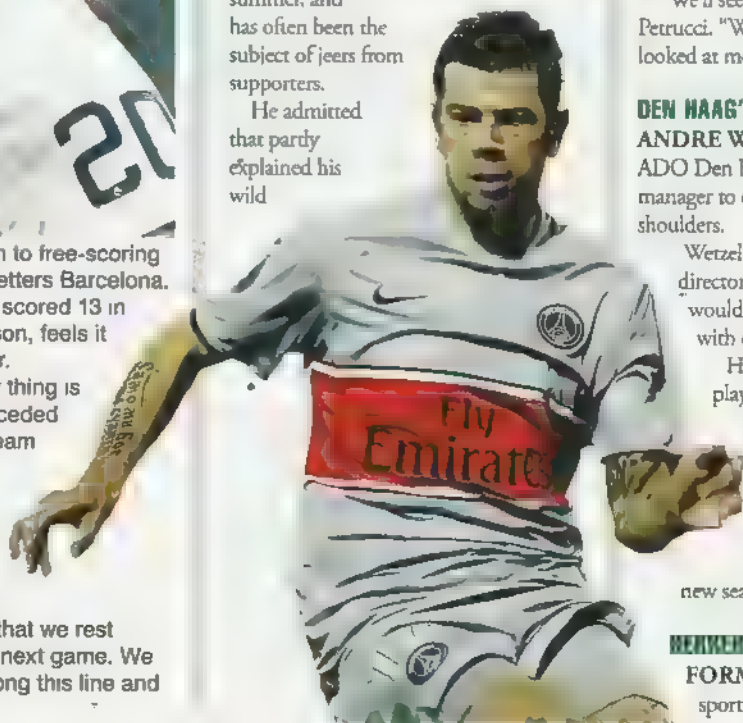 20
n to free-scoring
etters Barcelona.
scored 13 in
son, feels it
r.
thing is
ceded
eam
that we rest
next game. We
ong this line and
summer, and
has often been the
subject of jeers from
supporters.
He admitted
that partly
explained his
wild
Fly
Emirates
we'll see
Petrucci. "W
looked at m
DEN HAAG'
ANDRE W
ADO Den H
manager to
shoulders.
Wetzel
director
would
with
H
play
new sea
FORM
sport